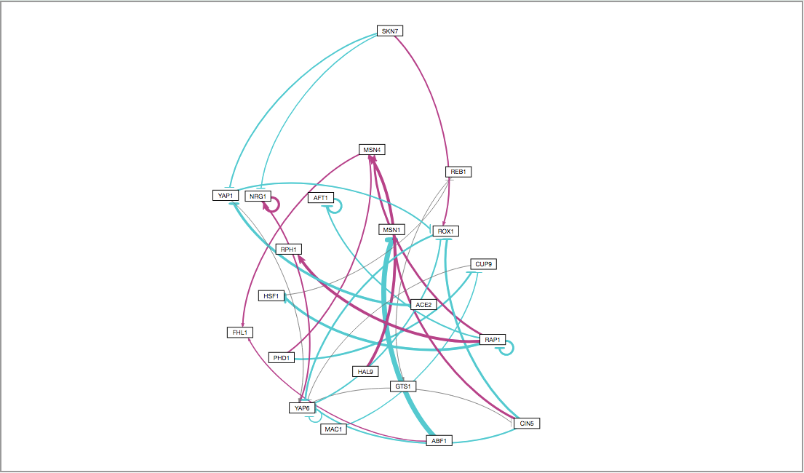 SKN7
MSN4
REB1
YAP1
NRG1
AFT1
MSN1
ROX1
RPH1
CUP9
HSF1
ACE2
FHL1
RAP1
PHD1
HAL9
GTS1
YAP6
MAC1
CIN5
ABF1